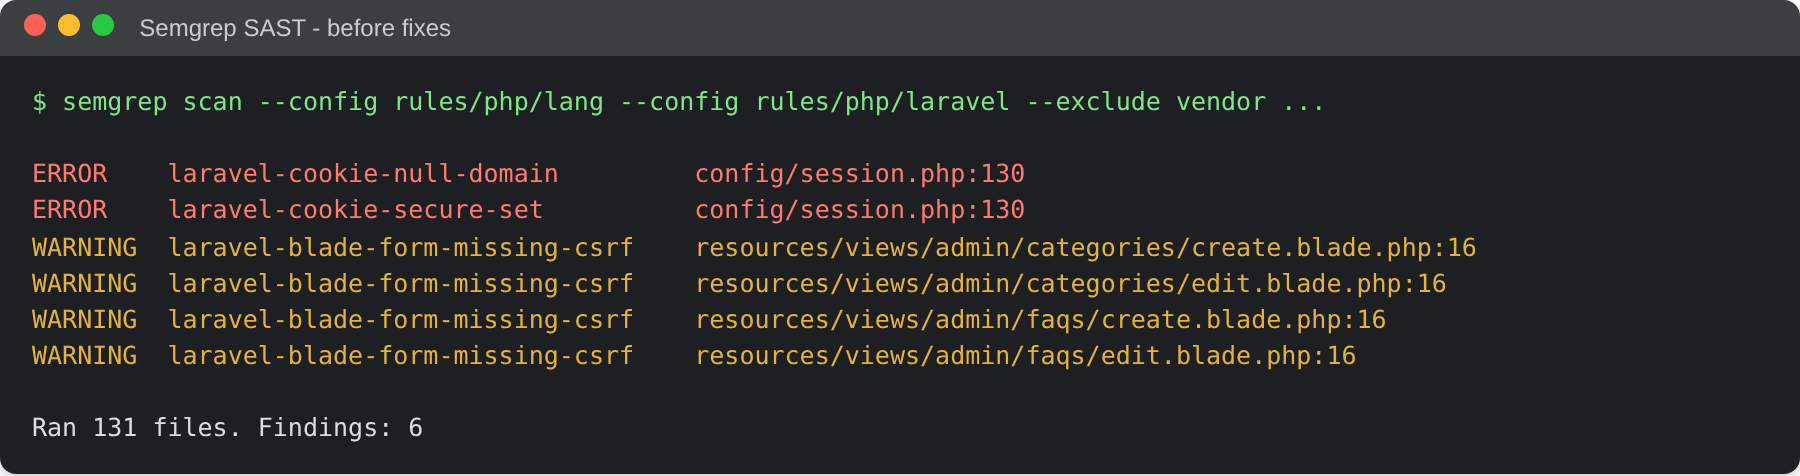 Semgrep SAST - before fixes
$ semgrep scan --config rules/php/lang --config rules/php/laravel --exclude vendor ...
ERROR laravel-cookie-null-domain config/session.php:130
ERROR laravel-cookie-secure-set config/session.php:130
WARNING laravel-blade-form-missing-csrf resources/views/admin/categories/create.blade.php:16
WARNING laravel-blade-form-missing-csrf resources/views/admin/categories/edit.blade.php:16
WARNING laravel-blade-form-missing-csrf resources/views/admin/faqs/create.blade.php:16
WARNING laravel-blade-form-missing-csrf resources/views/admin/faqs/edit.blade.php:16
Ran 131 files. Findings: 6